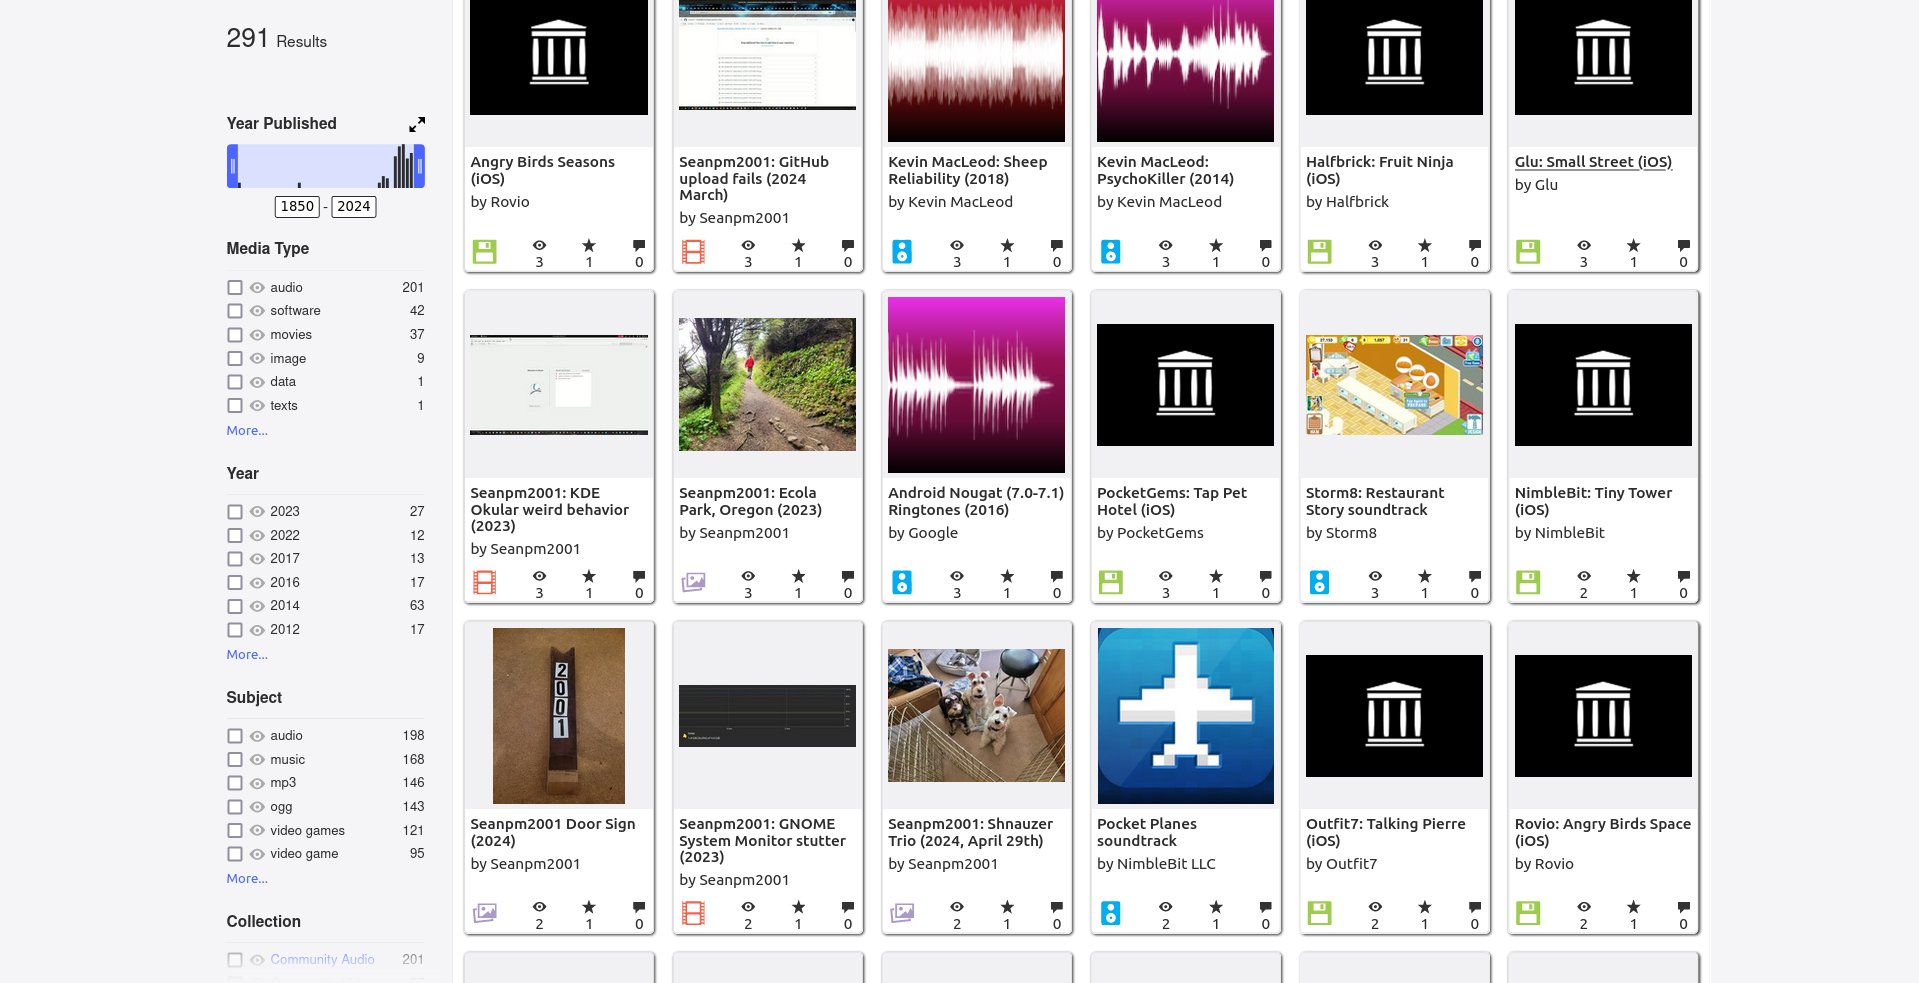 291 Results
Year Published
1850 - 2024
Media Type
audio 201
software 42
movies 37
image 9
data 1
texts 1
More...
Year
2023 27
2022 12
2017 13
2016 17
2014 63
2012 17
More...
Subject
audio 198
music 168
mp3 146
ogg 143
video games 121
video game 95
More...
Collection
Community Audio 201
Angry Birds Seasons
(iOS)
by Rovio
3 1 0
Seanpm2001: GitHub
upload fails (2024
March)
by Seanpm2001
3 1 0
Kevin MacLeod: Sheep
Reliability (2018)
by Kevin MacLeod
3 1 0
Kevin MacLeod:
PsychoKiller (2014)
by Kevin MacLeod
3 1 0
Halfbrick: Fruit Ninja
(iOS)
by Halfbrick
3 1 0
Glu: Small Street (iOS)
by Glu
3 1 0
Seanpm2001: KDE
Okular weird behavior
(2023)
by Seanpm2001
3 1 0
Seanpm2001: Ecola
Park, Oregon (2023)
by Seanpm2001
3 1 0
Android Nougat (7.0-7.1)
Ringtones (2016)
by Google
3 1 0
PocketGems: Tap Pet
Hotel (iOS)
by PocketGems
3 1 0
Storm8: Restaurant
Story soundtrack
by Storm8
3 1 0
NimbleBit: Tiny Tower
(iOS)
by NimbleBit
2 1 0
2001
Seanpm2001 Door Sign
(2024)
by Seanpm2001
2 1 0
Seanpm2001: GNOME
System Monitor stutter
(2023)
by Seanpm2001
2 1 0
Seanpm2001: Shnauzer
Trio (2024, April 29th)
by Seanpm2001
2 1 0
Pocket Planes
soundtrack
by NimbleBit LLC
2 1 0
Outfit7: Talking Pierre
(iOS)
by Outfit7
2 1 0
Rovio: Angry Birds Space
(iOS)
by Rovio
2 1 0